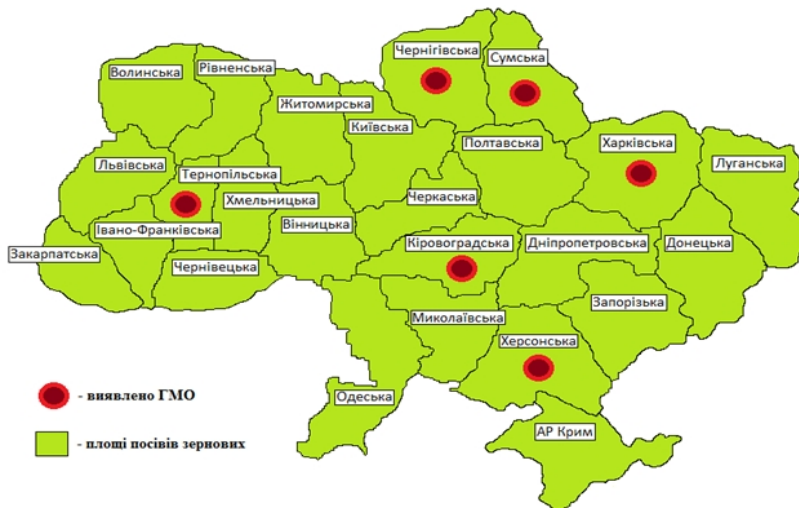 Чернігівська
Сумська
Волинська
Рівненська
Житомирська
Київська
Полтавська
Харківська
Луганська
Львівська
Тернопільська
Хмельницька
Черкаська
Івано-Франківська
Вінницька
Закарпатська
Чернівецька
Кіровоградська
Дніпропетровська
Донецька
Запорізька
Миколаївська
Херсонська
Одеська
АР Крим
- виявлено ГМО
- площі посівів зернових